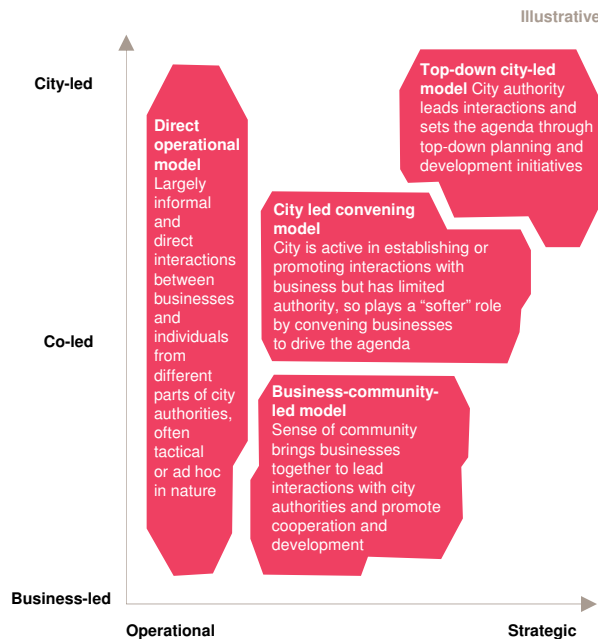 Illustrative
City-led
Co-led
Business-led
Direct
operational
model
Largely
informal
and
direct
interactions
between
businesses
and
individuals
from
different
parts of city
authorities,
often
tactical
or ad hoc
in nature
Top-down city-led
model City authority
leads interactions and
sets the agenda through
top-down planning and
development initiatives
City led convening
model
City is active in establishing or
promoting interactions with
business but has limited
authority, so plays a “softer” role
by convening businesses
to drive the agenda
Business-community-
led model
Sense of community
brings businesses
together to lead
interactions with city
authorities and promote
cooperation and
development
Operational
Strategic